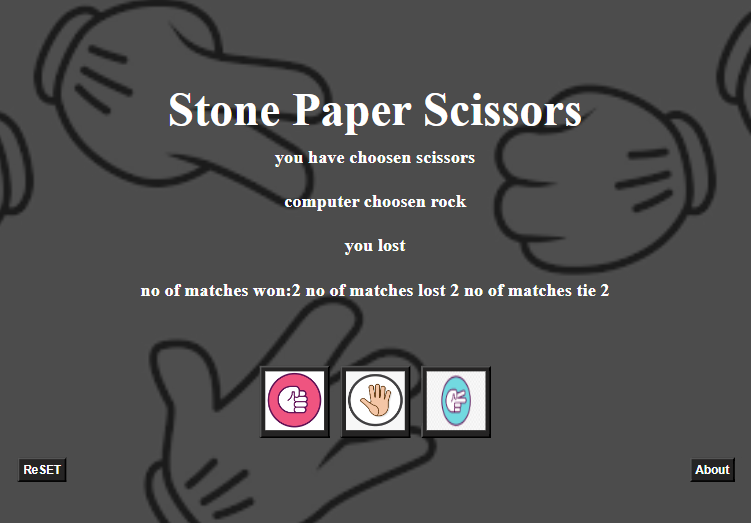 Stone Paper Scissors
you have choosen scissors
computer choosen rock
you lost
no of matches won:2 no of matches lost 2 no of matches tie 2
ReSET
About